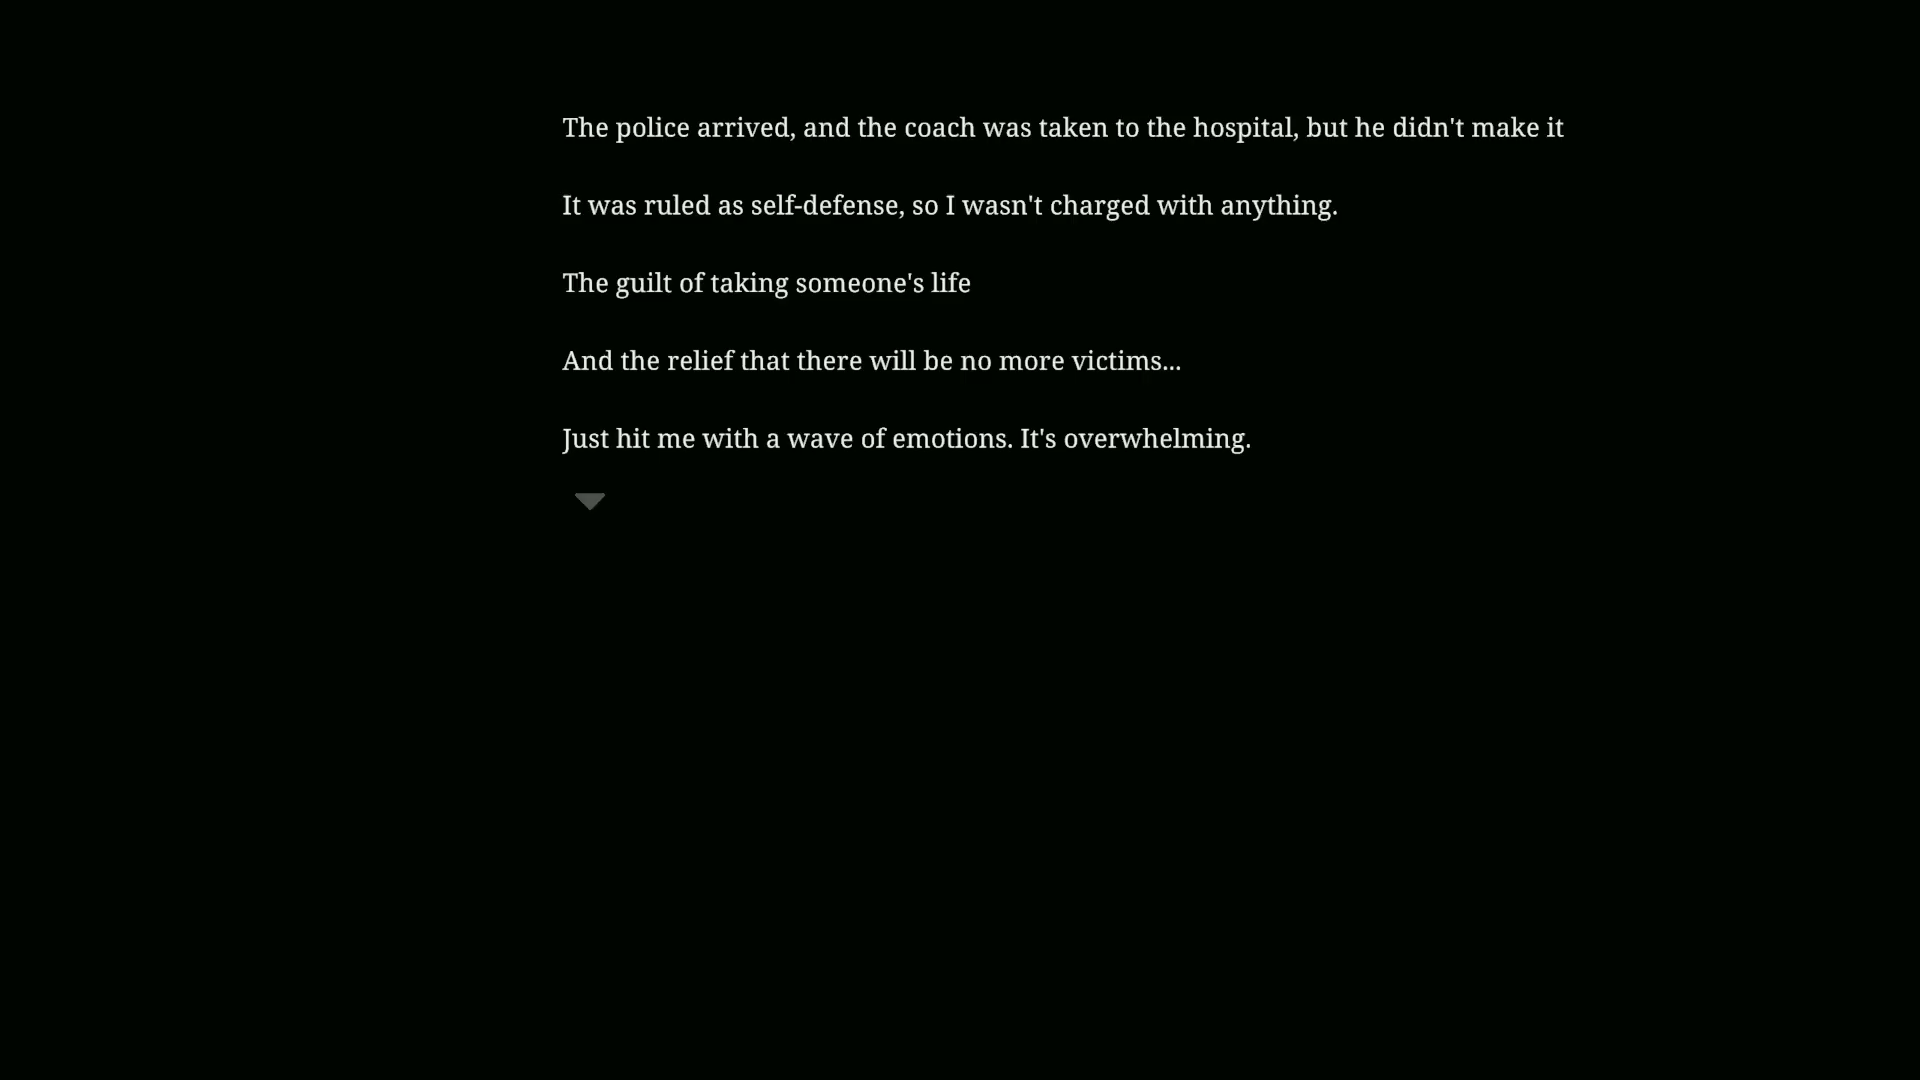 The police arrived, and the coach was taken to the hospital, but he didn't make it
It was ruled as self-defense, so I wasn't charged with anything.
The guilt of taking someone's life
And the relief that there will be no more victims...
Just hit me with a wave of emotions. It's overwhelming.